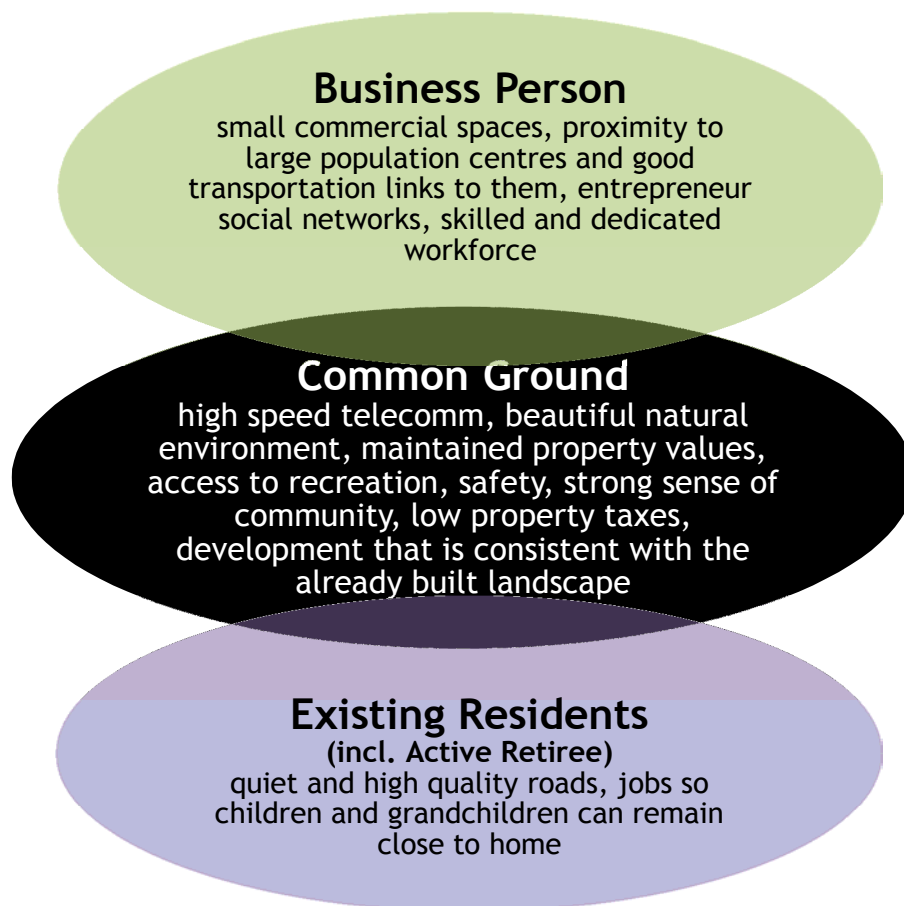 Business Person
small commercial spaces, proximity to
large population centres and good
transportation links to them, entrepreneur
social networks, skilled and dedicated
workforce
Common Ground
high speed telecomm, beautiful natural
environment, maintained property values,
access to recreation, safety, strong sense of
community, low property taxes,
development that is consistent with the
already built landscape
Existing Residents
(incl. Active Retiree)
quiet and high quality roads, jobs so
children and grandchildren can remain
close to home